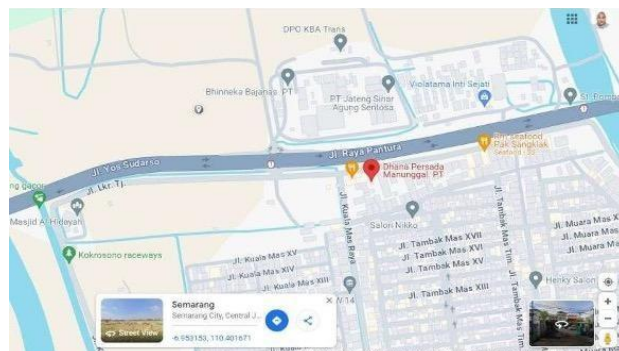 DPC KBA Trans
Bhinneka Bajanas. PT
PT Jateng Sinar
Agung Sentosa
Violatama Inti Sejati
Jl. Raya Pantura
Jl. Yos Sudarso
Jl. Lkr. Tj.
Dhana Persada
Manunggal. PT
Pak Sangklak
Salon Nikko
Masjid Al-Hidayah
Kokrosono raceways
Jl. Kuala Mas Raya
Jl. Kuala Mas XV
Jl. Kuala Mas XIV
Jl. Kuala Mas XIII
Jl. Tambak Mas XVII
Jl. Tambak Mas XVI
Jl. Tambak Mas XV
Jl. Tambak Mas Tim.
Jl. Muara Mas
Jl. Muara Mas
Jl. Muara Mas
Henky Salon
Semarang
Semarang City, Central J...
-6.953153, 110.401671
Street View